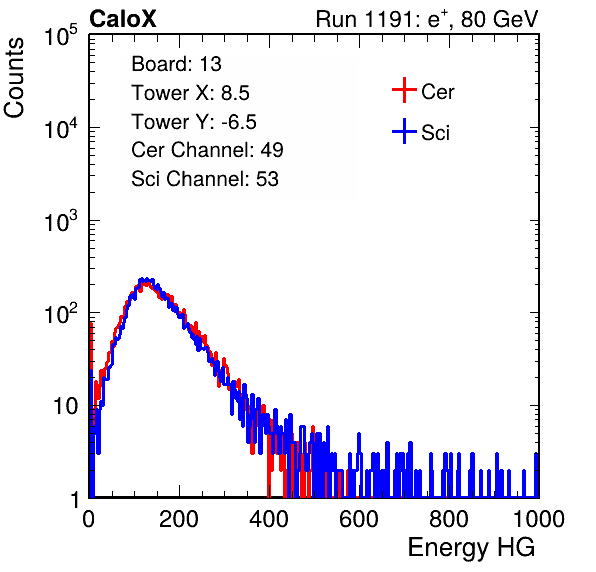 CaloX Run 1191: e⁺, 80 GeV
Counts
10⁵
10⁴
10³
10²
10
1
Board: 13
Tower X: 8.5
Tower Y: -6.5
Cer Channel: 49
Sci Channel: 53
Cer
Sci
0 200 400 600 800 1000
Energy HG